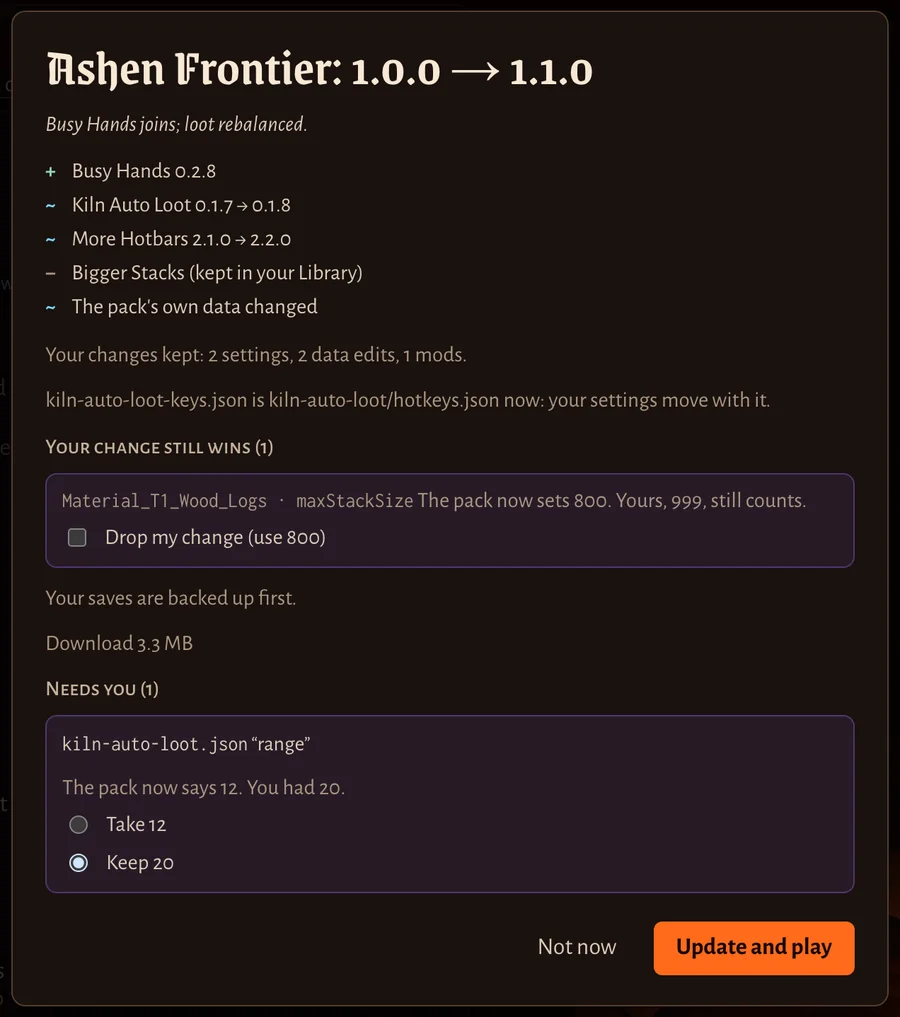 Ashen Frontier: 1.0.0 → 1.1.0
Busy Hands joins; loot rebalanced.
+ Busy Hands 0.2.8
~ Kiln Auto Loot 0.1.7 → 0.1.8
~ More Hotbars 2.1.0 → 2.2.0
– Bigger Stacks (kept in your Library)
~ The pack's own data changed
Your changes kept: 2 settings, 2 data edits, 1 mods.
kiln-auto-loot-keys.json is kiln-auto-loot/hotkeys.json now: your settings move with it.
Your change still wins (1)
Material_T1_Wood_Logs · maxStackSize The pack now sets 800. Yours, 999, still counts.
Drop my change (use 800)
Your saves are backed up first.
Download 3.3 MB
Needs you (1)
kiln-auto-loot.json “range”
The pack now says 12. You had 20.
Take 12
Keep 20
Not now
Update and play